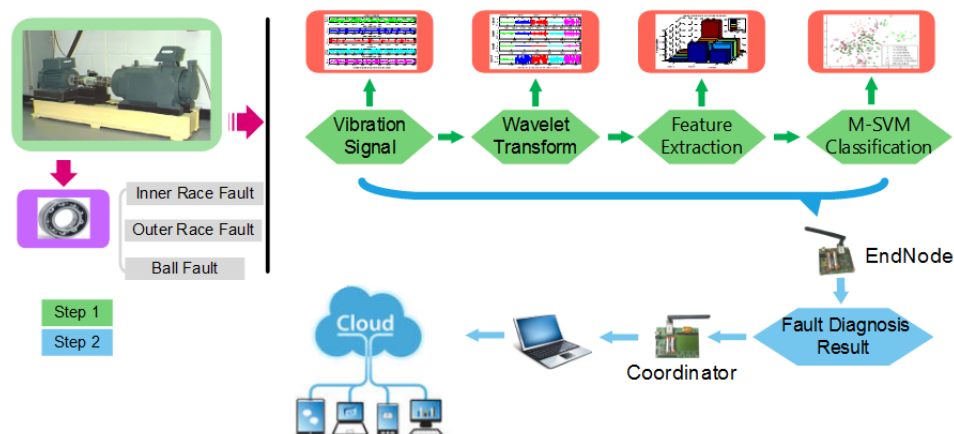 Vibration
Signal
Wavelet
Transform
Feature
Extraction
M-SVM
Classification
Inner Race Fault
Outer Race Fault
Ball Fault
EndNode
Step 1
Step 2
Cloud
Fault Diagnosis
Result
Coordinator